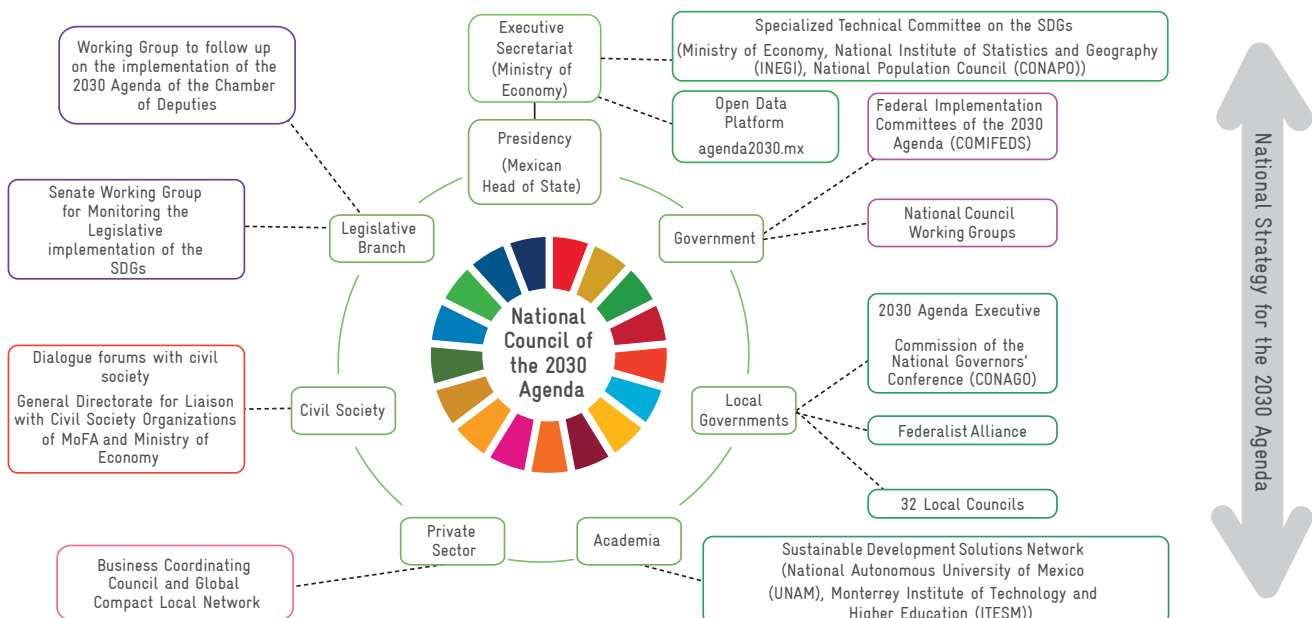 Working Group to follow up
on the implementation of the
2030 Agenda of the Chamber
of Deputies
Executive
Secretariat
(Ministry of
Economy)
Specialized Technical Committee on the SDGs
(Ministry of Economy, National Institute of Statistics and Geography
(INEGI), National Population Council (CONAPO))
Open Data
Platform
agenda2030.mx
Federal Implementation
Committees of the 2030
Agenda (COMIFEDS)
Presidency
(Mexican
Head of State)
Senate Working Group
for Monitoring the
Legislative
implementation of the
SDGs
Legislative
Branch
Government
National Council
Working Groups
National
Council of
the 2030
Agenda
2030 Agenda Executive
Commission of the
National Governors'
Conference (CONAGO)
Dialogue forums with civil
society
General Directorate for Liaison
with Civil Society Organizations
of MoFA and Ministry of
Economy
Civil Society
Local
Governments
Federalist Alliance
32 Local Councils
Private
Sector
Academia
Business Coordinating
Council and Global
Compact Local Network
Sustainable Development Solutions Network
(National Autonomous University of Mexico
(UNAM), Monterrey Institute of Technology and
Higher Education (ITESM))
National Strategy for the 2030 Agenda